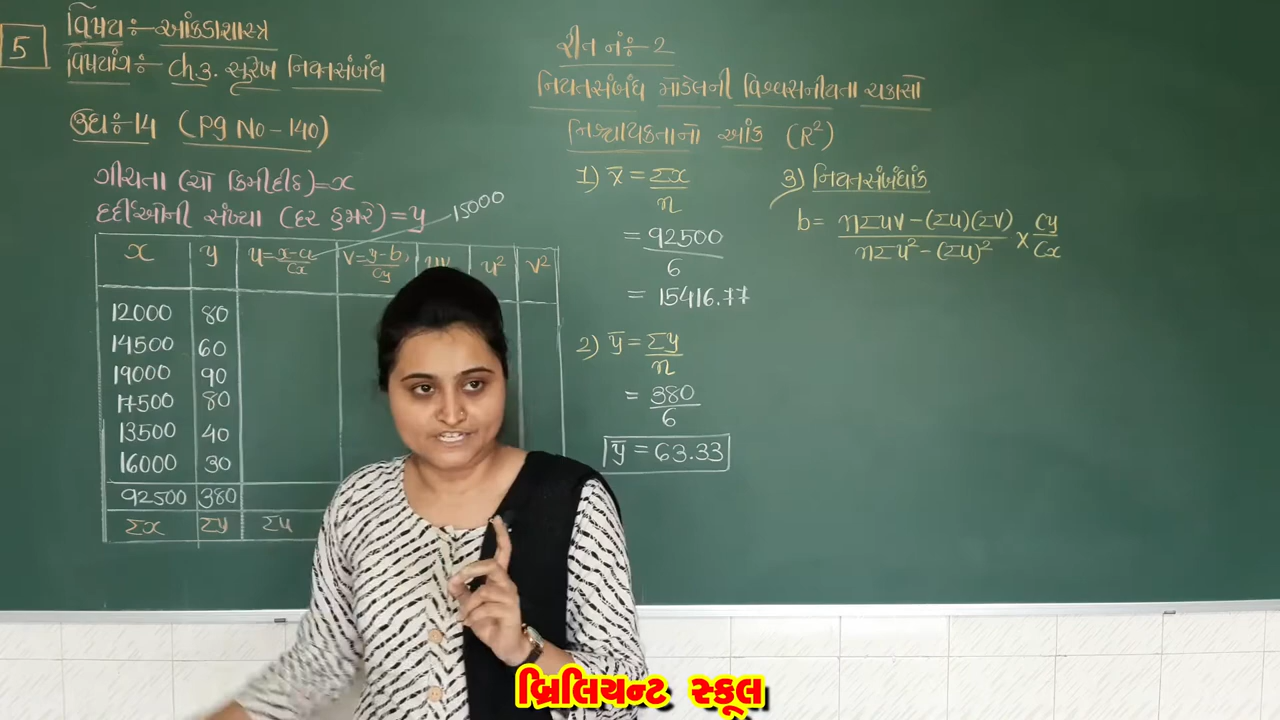 5
વિષય:- આંકડાશાસ્ત્ર
વિષયાંગ:- ch.3. સુરેખ નિયતસંબંધ
ઉદા:-14 (Pg No-140)
ગીચતા (ચો કિમીદીઠ)=x
દર્દીઓની સંખ્યા (દર હજારે)=y
15000
x y u=x-a/cx v=y-b/cy uv u² v²
12000 80
14500 60
19000 90
17500 80
13500 40
16000 30
92500 380
Σx Σy Σu
રીત નં:-2
નિયતસંબંધ મોડેલની વિશ્વસનીયતા ચકાસો
નિશ્ચાયકતાનો આંક (R²)
1) x̄ = Σx/n
= 92500/6
= 15416.77
2) ȳ = Σy/n
= 380/6
ȳ = 63.33
3) નિયતસંબંધાંક
b= nΣuv-(Σu)(Σv)/nΣu²-(Σu)² × cy/cx
બ્રિલિયન્ટ સ્કૂલ